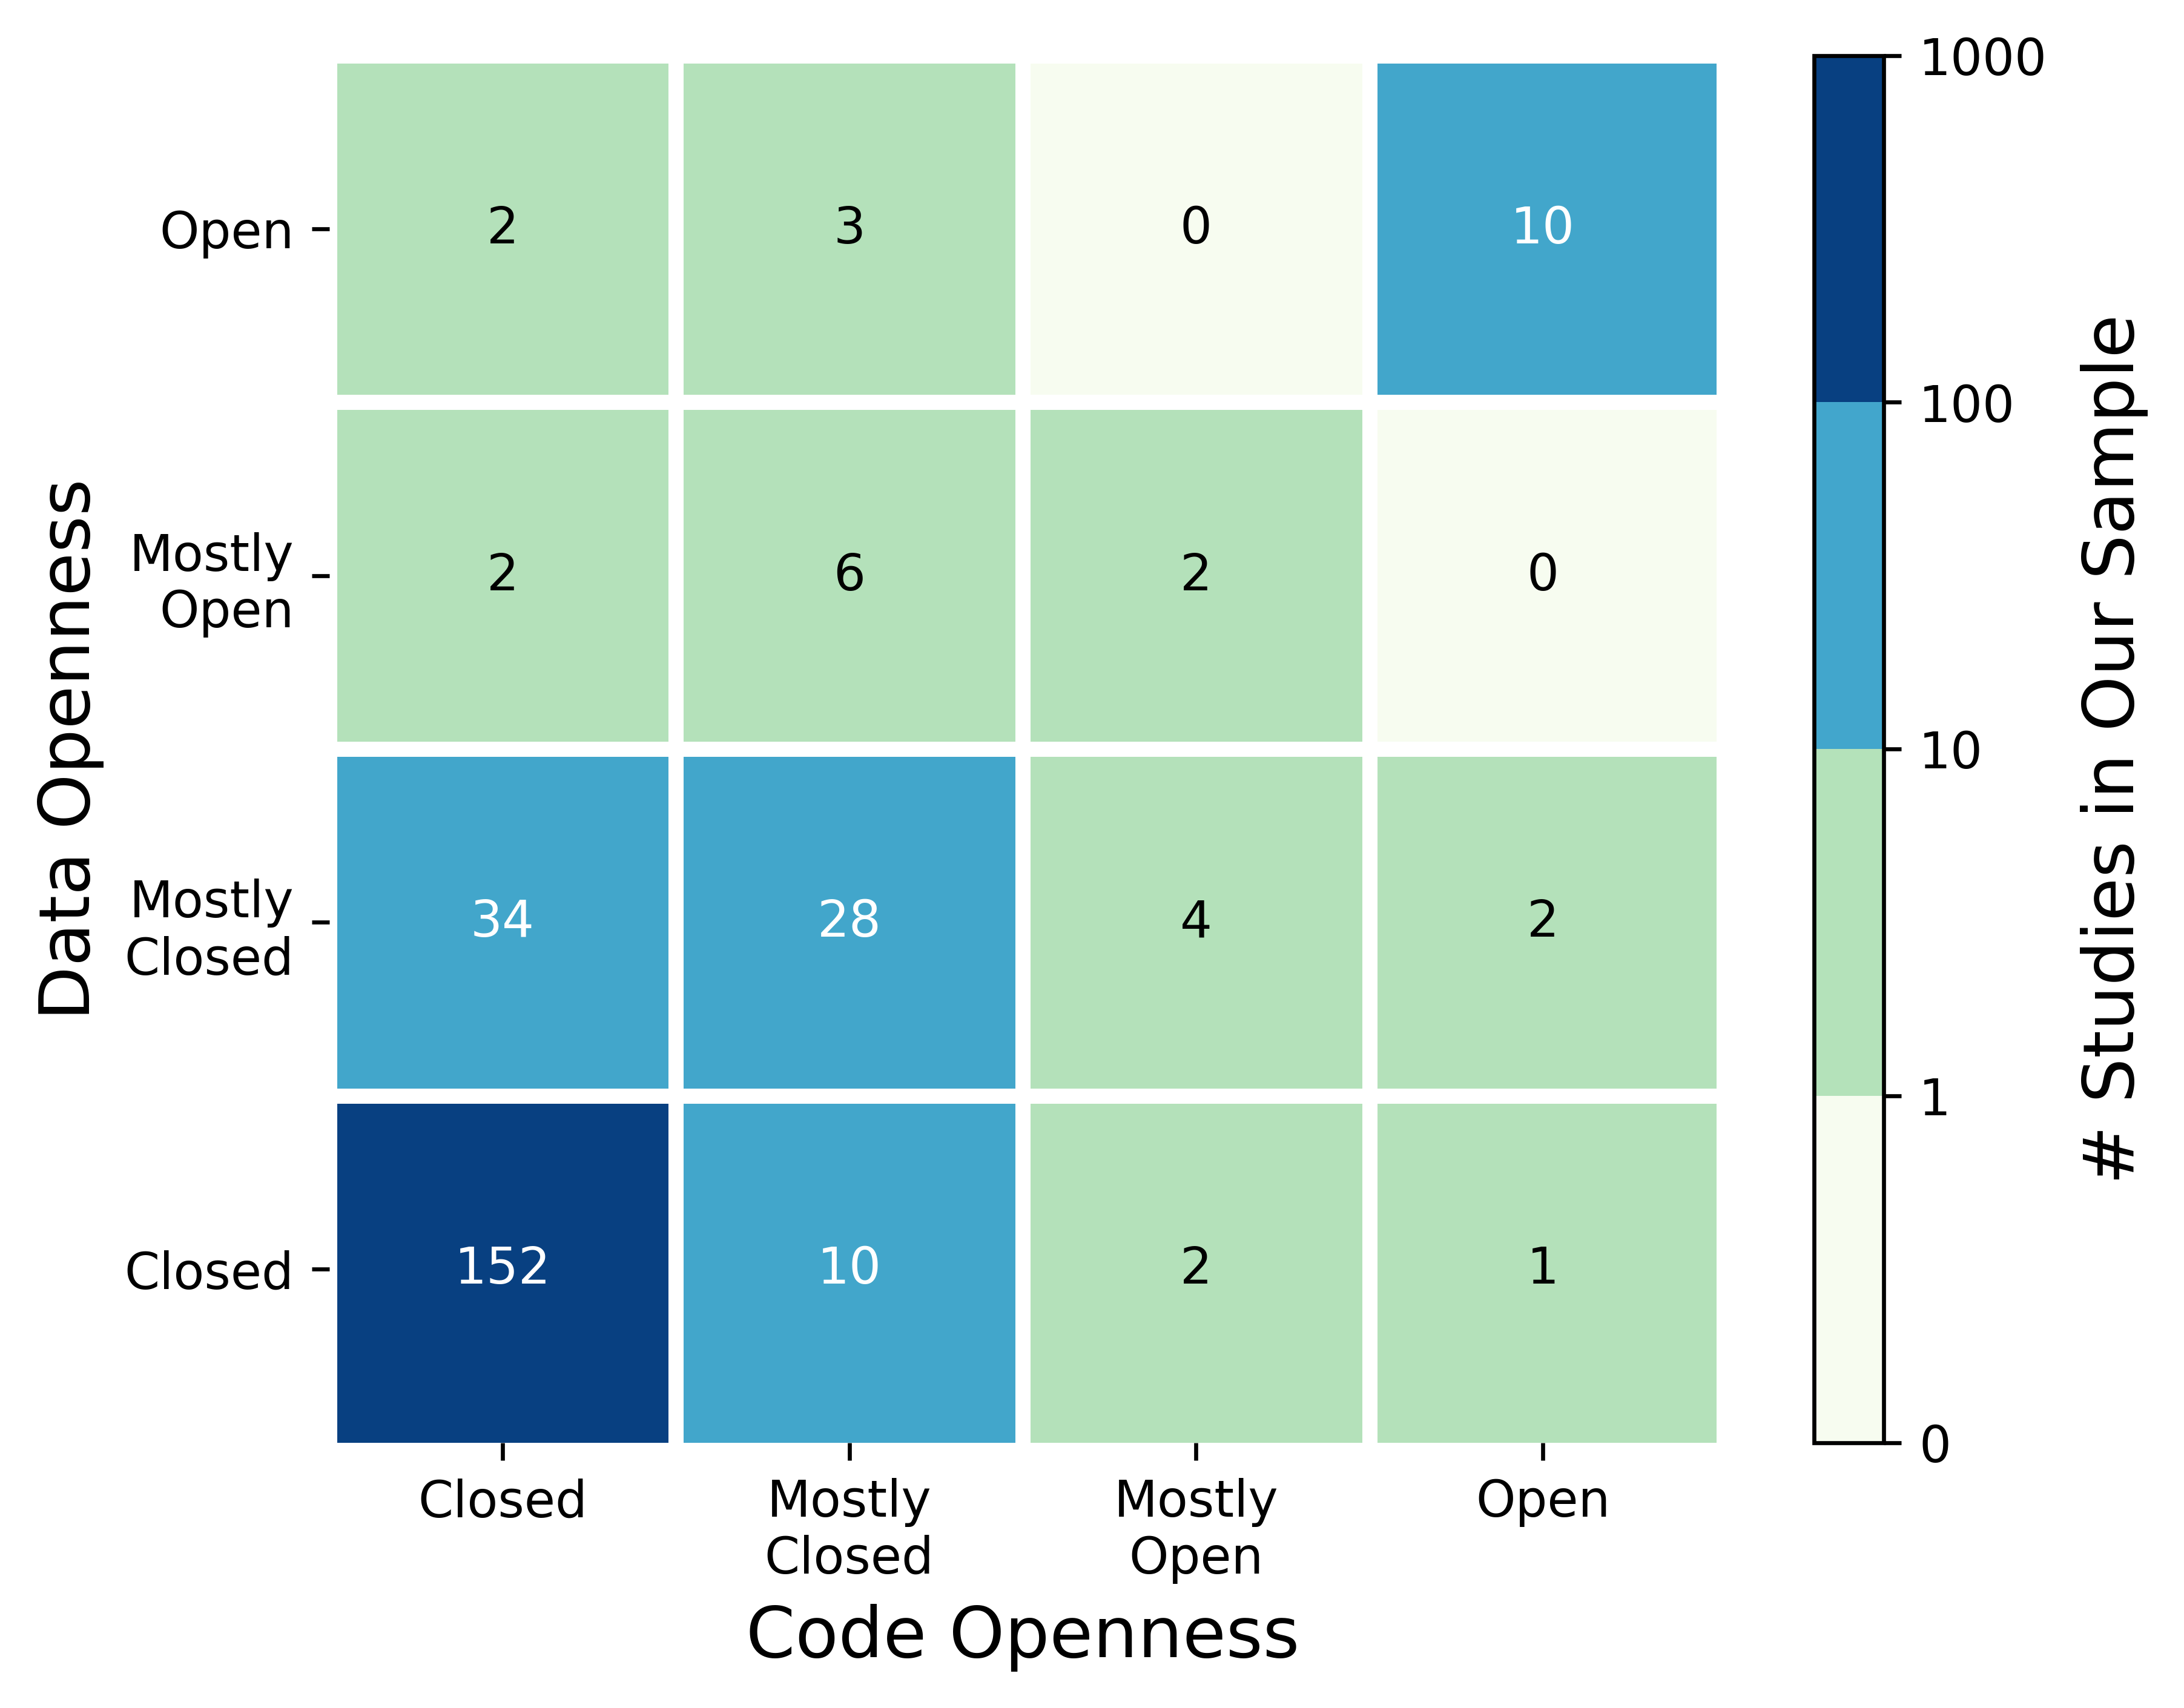 Data Openness
Open
2 3 0 10
Mostly
Open
2 6 2 0
Mostly
Closed
34 28 4 2
Closed
152 10 2 1
Closed
Mostly
Closed
Mostly
Open
Open
Code Openness
1000
100
10
1
0
# Studies in Our Sample